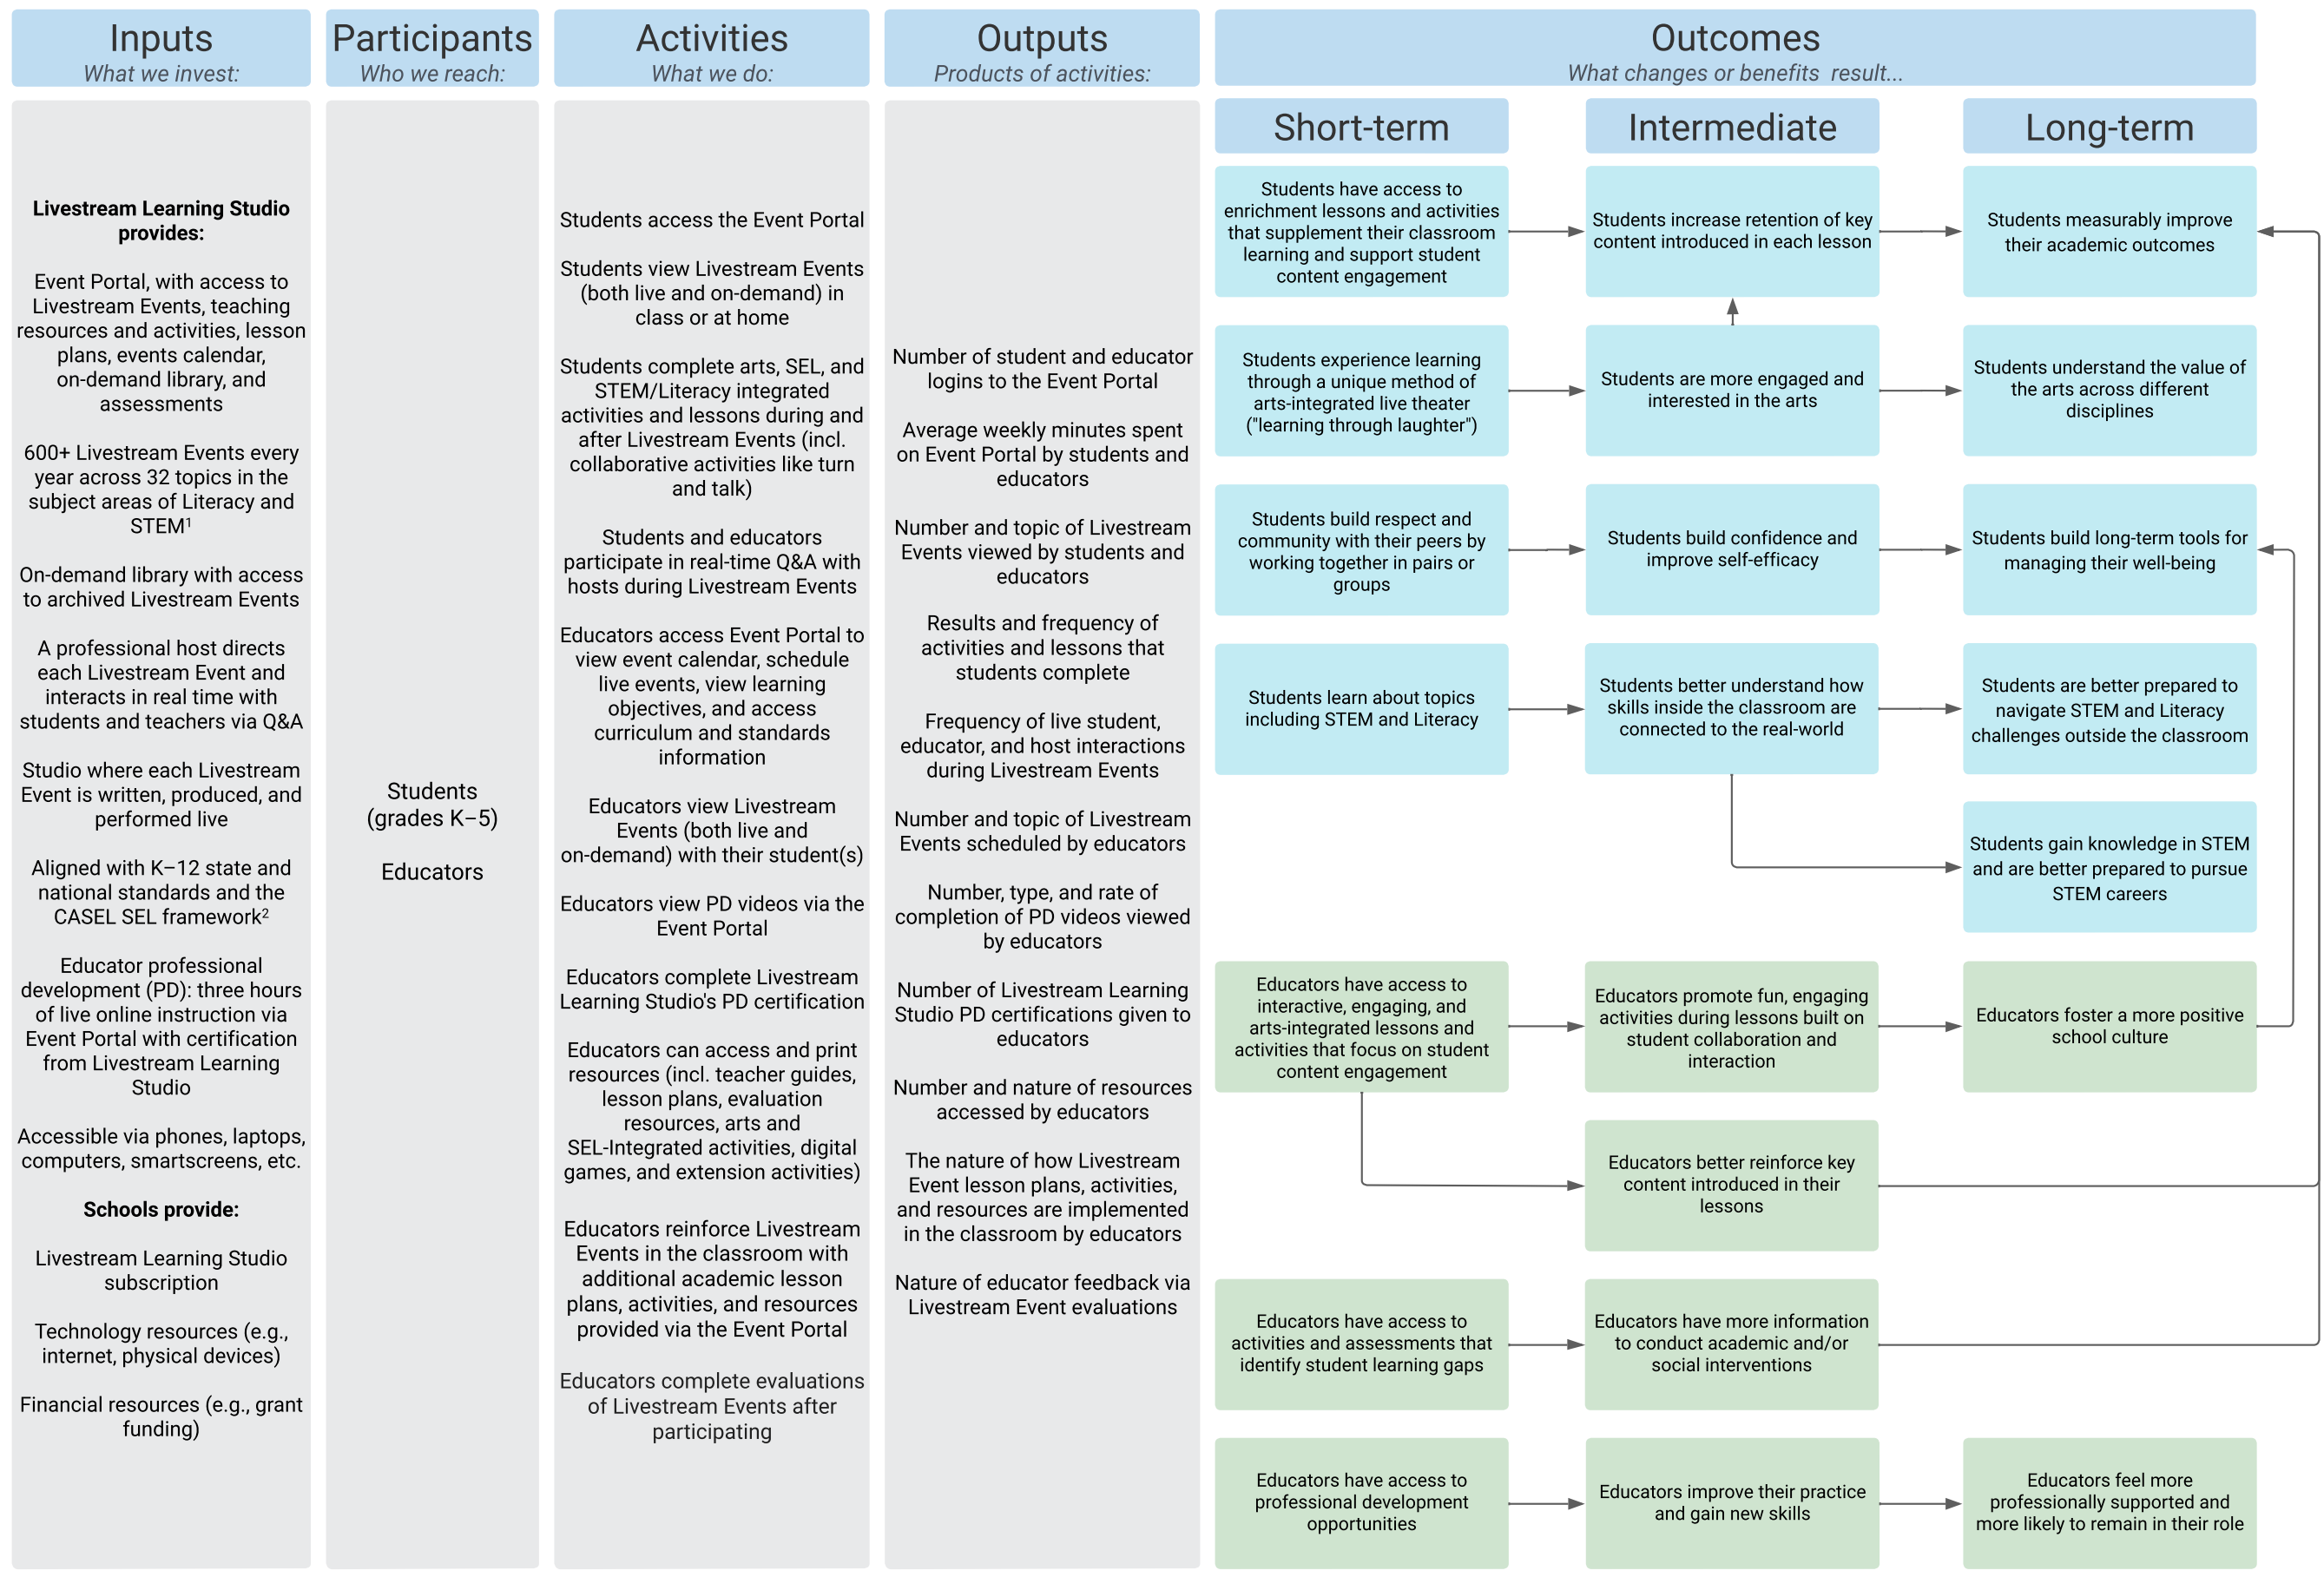 Inputs
What we invest:
Participants
Who we reach:
Activities
What we do:
Outputs
Products of activities:
Outcomes
What changes or benefits result...
Livestream Learning Studio
provides:
Event Portal, with access to
Livestream Events, teaching
resources and activities, lesson
plans, events calendar,
on-demand library, and
assessments
600+ Livestream Events every
year across 32 topics in the
subject areas of Literacy and
STEM¹
On-demand library with access
to archived Livestream Events
A professional host directs
each Livestream Event and
interacts in real time with
students and teachers via Q&A
Studio where each Livestream
Event is written, produced, and
performed live
Aligned with K–12 state and
national standards and the
CASEL SEL framework²
Educator professional
development (PD): three hours
of live online instruction via
Event Portal with certification
from Livestream Learning
Studio
Accessible via phones, laptops,
computers, smartscreens, etc.
Schools provide:
Livestream Learning Studio
subscription
Technology resources (e.g.,
internet, physical devices)
Financial resources (e.g., grant
funding)
Students
(grades K–5)
Educators
Students access the Event Portal
Students view Livestream Events
(both live and on-demand) in
class or at home
Students complete arts, SEL, and
STEM/Literacy integrated
activities and lessons during and
after Livestream Events (incl.
collaborative activities like turn
and talk)
Students and educators
participate in real-time Q&A with
hosts during Livestream Events
Educators access Event Portal to
view event calendar, schedule
live events, view learning
objectives, and access
curriculum and standards
information
Educators view Livestream
Events (both live and
on-demand) with their student(s)
Educators view PD videos via the
Event Portal
Educators complete Livestream
Learning Studio's PD certification
Educators can access and print
resources (incl. teacher guides,
lesson plans, evaluation
resources, arts and
SEL-Integrated activities, digital
games, and extension activities)
Educators reinforce Livestream
Events in the classroom with
additional academic lesson
plans, activities, and resources
provided via the Event Portal
Educators complete evaluations
of Livestream Events after
participating
Number of student and educator
logins to the Event Portal
Average weekly minutes spent
on Event Portal by students and
educators
Number and topic of Livestream
Events viewed by students and
educators
Results and frequency of
activities and lessons that
students complete
Frequency of live student,
educator, and host interactions
during Livestream Events
Number and topic of Livestream
Events scheduled by educators
Number, type, and rate of
completion of PD videos viewed
by educators
Number of Livestream Learning
Studio PD certifications given to
educators
Number and nature of resources
accessed by educators
The nature of how Livestream
Event lesson plans, activities,
and resources are implemented
in the classroom by educators
Nature of educator feedback via
Livestream Event evaluations
Short-term
Intermediate
Long-term
Students have access to
enrichment lessons and activities
that supplement their classroom
learning and support student
content engagement
Students increase retention of key
content introduced in each lesson
Students measurably improve
their academic outcomes
Students experience learning
through a unique method of
arts-integrated live theater
("learning through laughter")
Students are more engaged and
interested in the arts
Students understand the value of
the arts across different
disciplines
Students build respect and
community with their peers by
working together in pairs or
groups
Students build confidence and
improve self-efficacy
Students build long-term tools for
managing their well-being
Students learn about topics
including STEM and Literacy
Students better understand how
skills inside the classroom are
connected to the real-world
Students are better prepared to
navigate STEM and Literacy
challenges outside the classroom
Students gain knowledge in STEM
and are better prepared to pursue
STEM careers
Educators have access to
interactive, engaging, and
arts-integrated lessons and
activities that focus on student
content engagement
Educators promote fun, engaging
activities during lessons built on
student collaboration and
interaction
Educators foster a more positive
school culture
Educators better reinforce key
content introduced in their
lessons
Educators have access to
activities and assessments that
identify student learning gaps
Educators have more information
to conduct academic and/or
social interventions
Educators have access to
professional development
opportunities
Educators improve their practice
and gain new skills
Educators feel more
professionally supported and
more likely to remain in their role